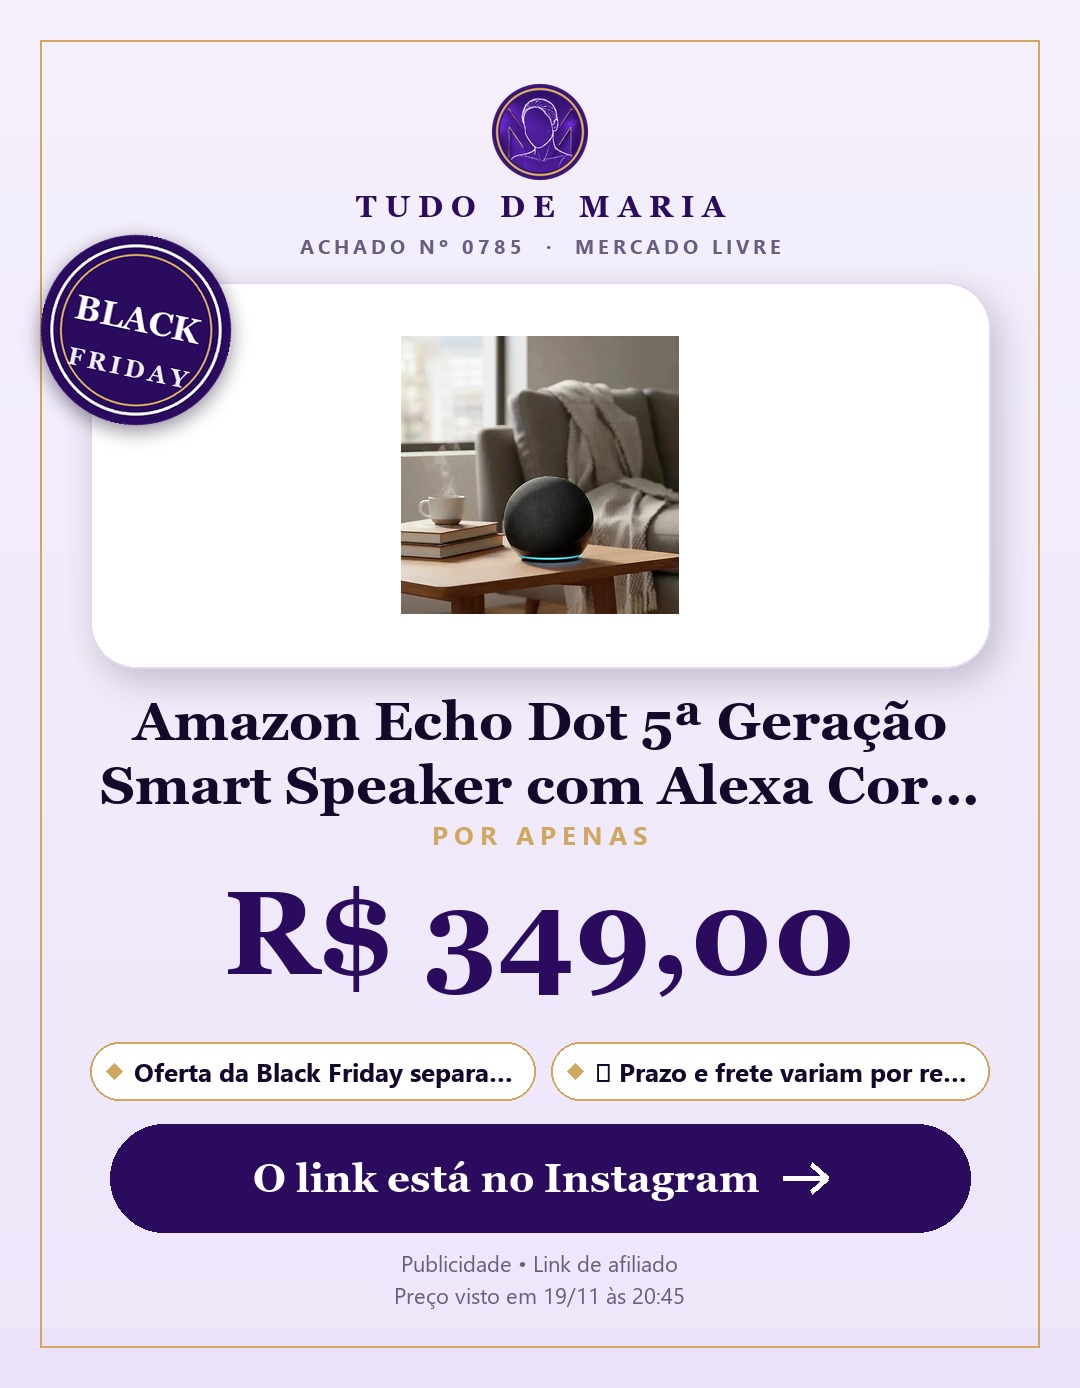 TUDO DE MARIA
ACHADO Nº 0785 · MERCADO LIVRE
BLACK
FRIDAY
Amazon Echo Dot 5ª Geração
Smart Speaker com Alexa Cor...
POR APENAS
R$ 349,00
Oferta da Black Friday separa...
Prazo e frete variam por re...
O link está no Instagram →
Publicidade • Link de afiliado
Preço visto em 19/11 às 20:45